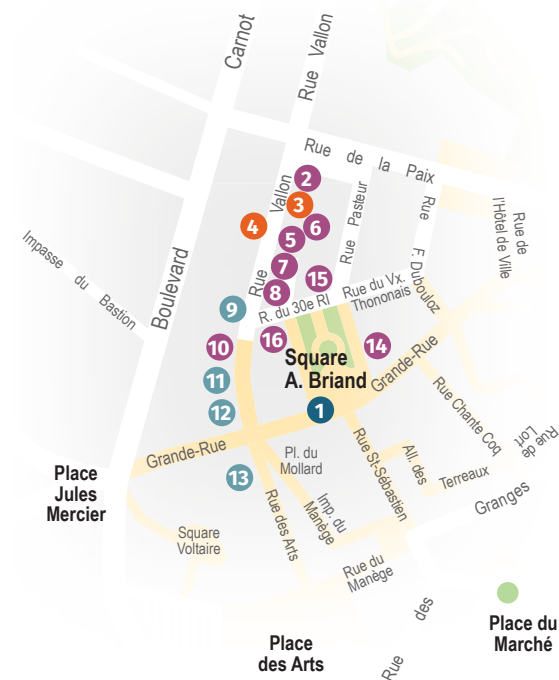 Carnot
Rue Vallon
Rue de la Paix
2
Vallon
3
4
6
5
Rue Pasteur
Rue
F. Dubouloz
Rue de
l'Hôtel de Ville
Impasse du Bastion
Boulevard
7
Rue
8
15
9
R. du 30e RI
Rue du Vx.
Thononais
10
16
14
Square
A. Briand
Grande-Rue
11
12
1
Rue Chante Coq
Rue de
Lort
Grande-Rue
Pl. du
Mollard
Rue St-Sébastien
All. des
Terreaux
13
Place
Jules
Mercier
Granges
Imp. du
Manège
Rue des Arts
Square
Voltaire
Rue du
Manège
des
Rue
Place du
Marché
Place
des Arts